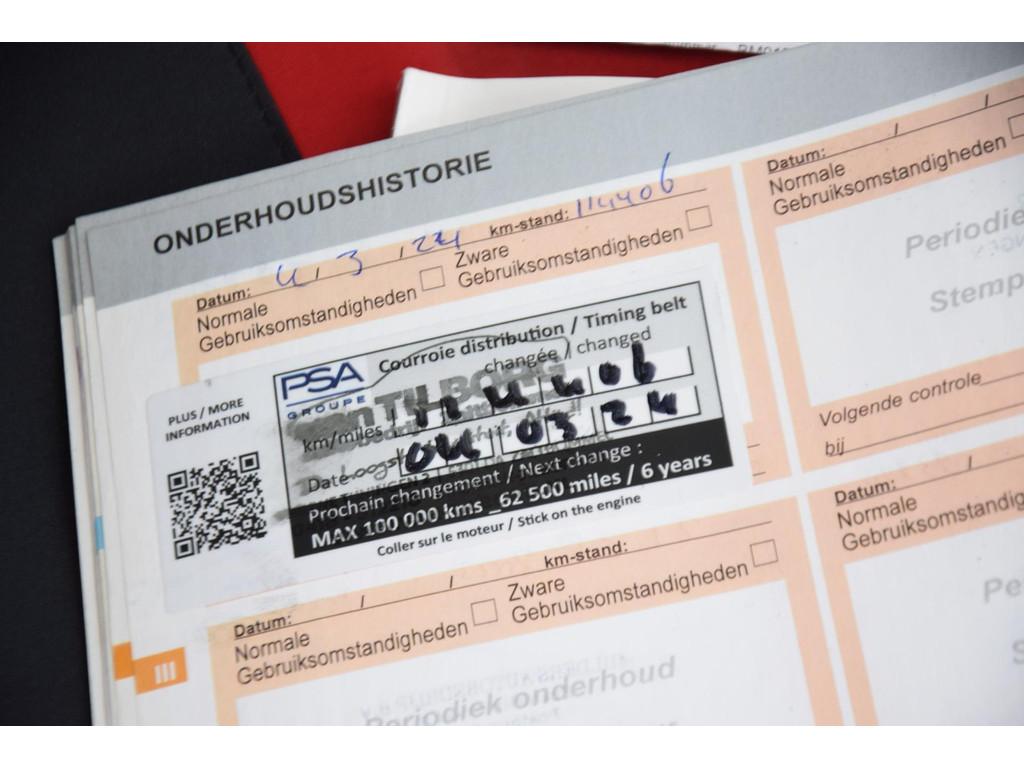 ONDERHOUDSHISTORIE
Datum: 4 / 3 / 24 km-stand: 114406
Normale
Gebruiksomstandigheden
Zware
Gebruiksomstandigheden
PLUS / MORE
INFORMATION
PSA
GROUPE
Courroie distribution / Timing belt
changée / changed
km/miles 114406
Date 04 03 24
Prochain changement / Next change :
MAX 100 000 kms _62 500 miles / 6 years
Coller sur le moteur / Stick on the engine
Datum: / / km-stand:
Normale
Gebruiksomstandigheden
Zware
Gebruiksomstandigheden
Periodiek onderhoud
III
Datum: / /
Normale
Gebruiksomstandigheden
Volgende controle
bij
Datum: /
Normale
Gebruiksomstandigheden